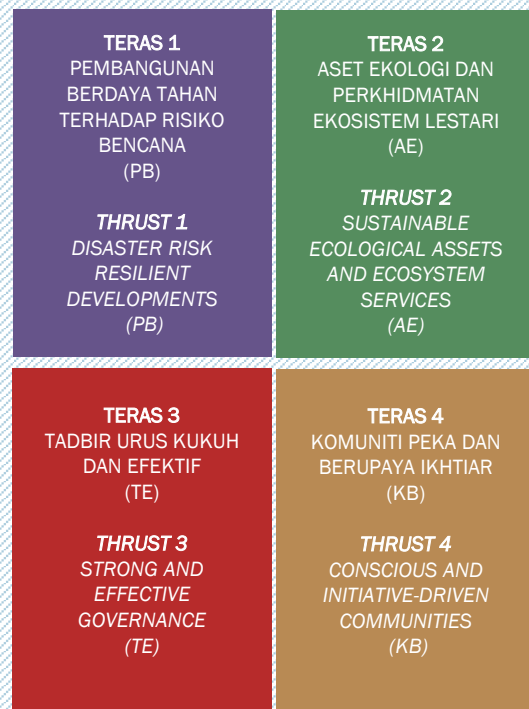 TERAS 1
PEMBANGUNAN
BERDAYA TAHAN
TERHADAP RISIKO
BENCANA
(PB)
THRUST 1
DISASTER RISK
RESILIENT
DEVELOPMENTS
(PB)
TERAS 2
ASET EKOLOGI DAN
PERKHIDMATAN
EKOSISTEM LESTARI
(AE)
THRUST 2
SUSTAINABLE
ECOLOGICAL ASSETS
AND ECOSYSTEM
SERVICES
(AE)
TERAS 3
TADBIR URUS KUKUH
DAN EFEKTIF
(TE)
THRUST 3
STRONG AND
EFFECTIVE
GOVERNANCE
(TE)
TERAS 4
KOMUNITI PEKA DAN
BERUPAYA IKHTIAR
(KB)
THRUST 4
CONSCIOUS AND
INITIATIVE-DRIVEN
COMMUNITIES
(KB)